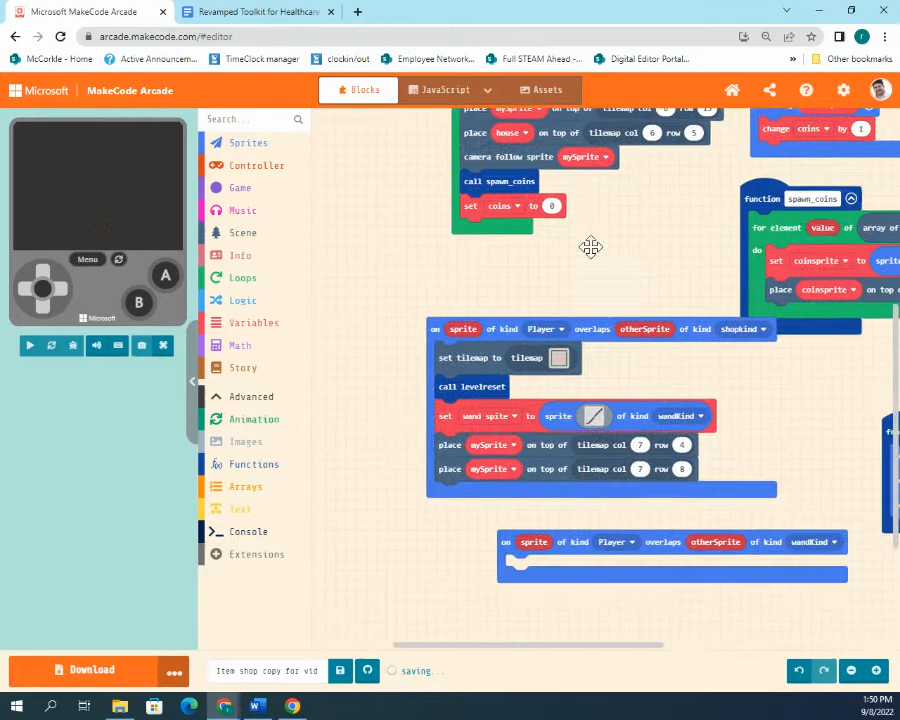 Microsoft MakeCode Arcade
Revamped Toolkit for Healthcare
arcade.makecode.com/#editor
McCorkle - Home
Active Announcem...
TimeClock manager
clockin/out
Employee Network...
Full STEAM Ahead -...
Digital Editor Portal...
»
Other bookmarks
Microsoft
MakeCode Arcade
Blocks
JavaScript
Assets
Search...
Sprites
Controller
Game
Music
Scene
Info
Loops
Logic
Variables
Math
Story
Advanced
Animation
Images
Functions
Arrays
Text
Console
Extensions
Menu
A
B
Microsoft
place mySprite on top of tilemap col row
place house on top of tilemap col 6 row 5
camera follow sprite mySprite
call spawn_coins
set coins to 0
change coins by 1
function spawn_coins
for element value of array of
do
set coinsprite to sprite
place coinsprite on top
on sprite of kind Player overlaps otherSprite of kind shopkind
set tilemap to tilemap
call levelreset
set wand spite to sprite of kind wandKind
place mySprite on top of tilemap col 7 row 4
place mySprite on top of tilemap col 7 row 8
on sprite of kind Player overlaps otherSprite of kind wandKind
Download
Item shop copy for vid
saving...
1:50 PM
9/8/2022